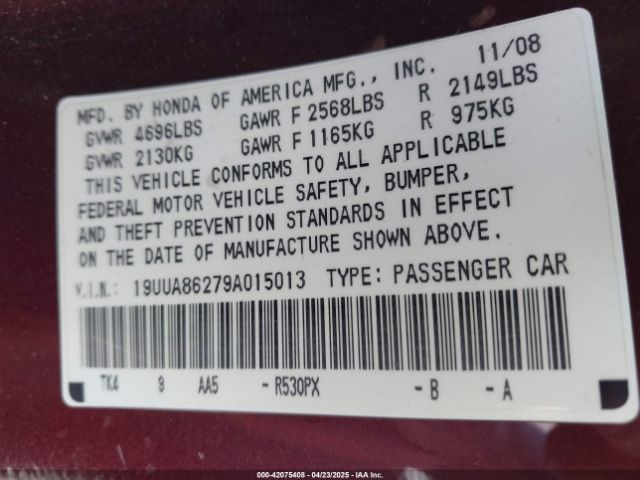 11/08
MFD. BY HONDA OF AMERICA MFG., INC.
GVWR 4696LBS GAWR F 2568LBS R 2149LBS
GVWR 2130KG GAWR F 1165KG R 975KG
THIS VEHICLE CONFORMS TO ALL APPLICABLE
FEDERAL MOTOR VEHICLE SAFETY, BUMPER,
AND THEFT PREVENTION STANDARDS IN EFFECT
ON THE DATE OF MANUFACTURE SHOWN ABOVE.
V.I.N.: 19UUA86279A015013 TYPE: PASSENGER CAR
TK4 9 AA5 -R530PX -B -A
000-42075408 - 04/23/2025 - IAAI.com